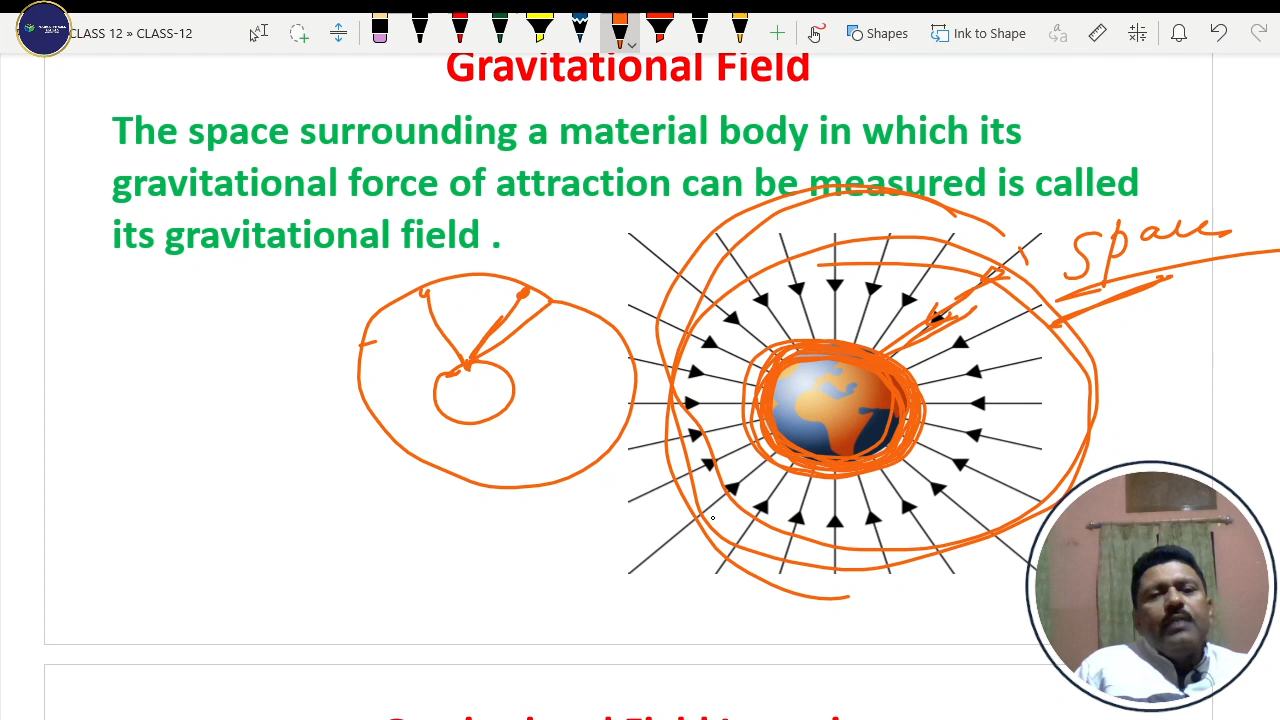 CLASS 12 » CLASS-12
Shapes
Ink to Shape
Gravitational Field
The space surrounding a material body in which its
gravitational force of attraction can be measured is called
its gravitational field .
Space